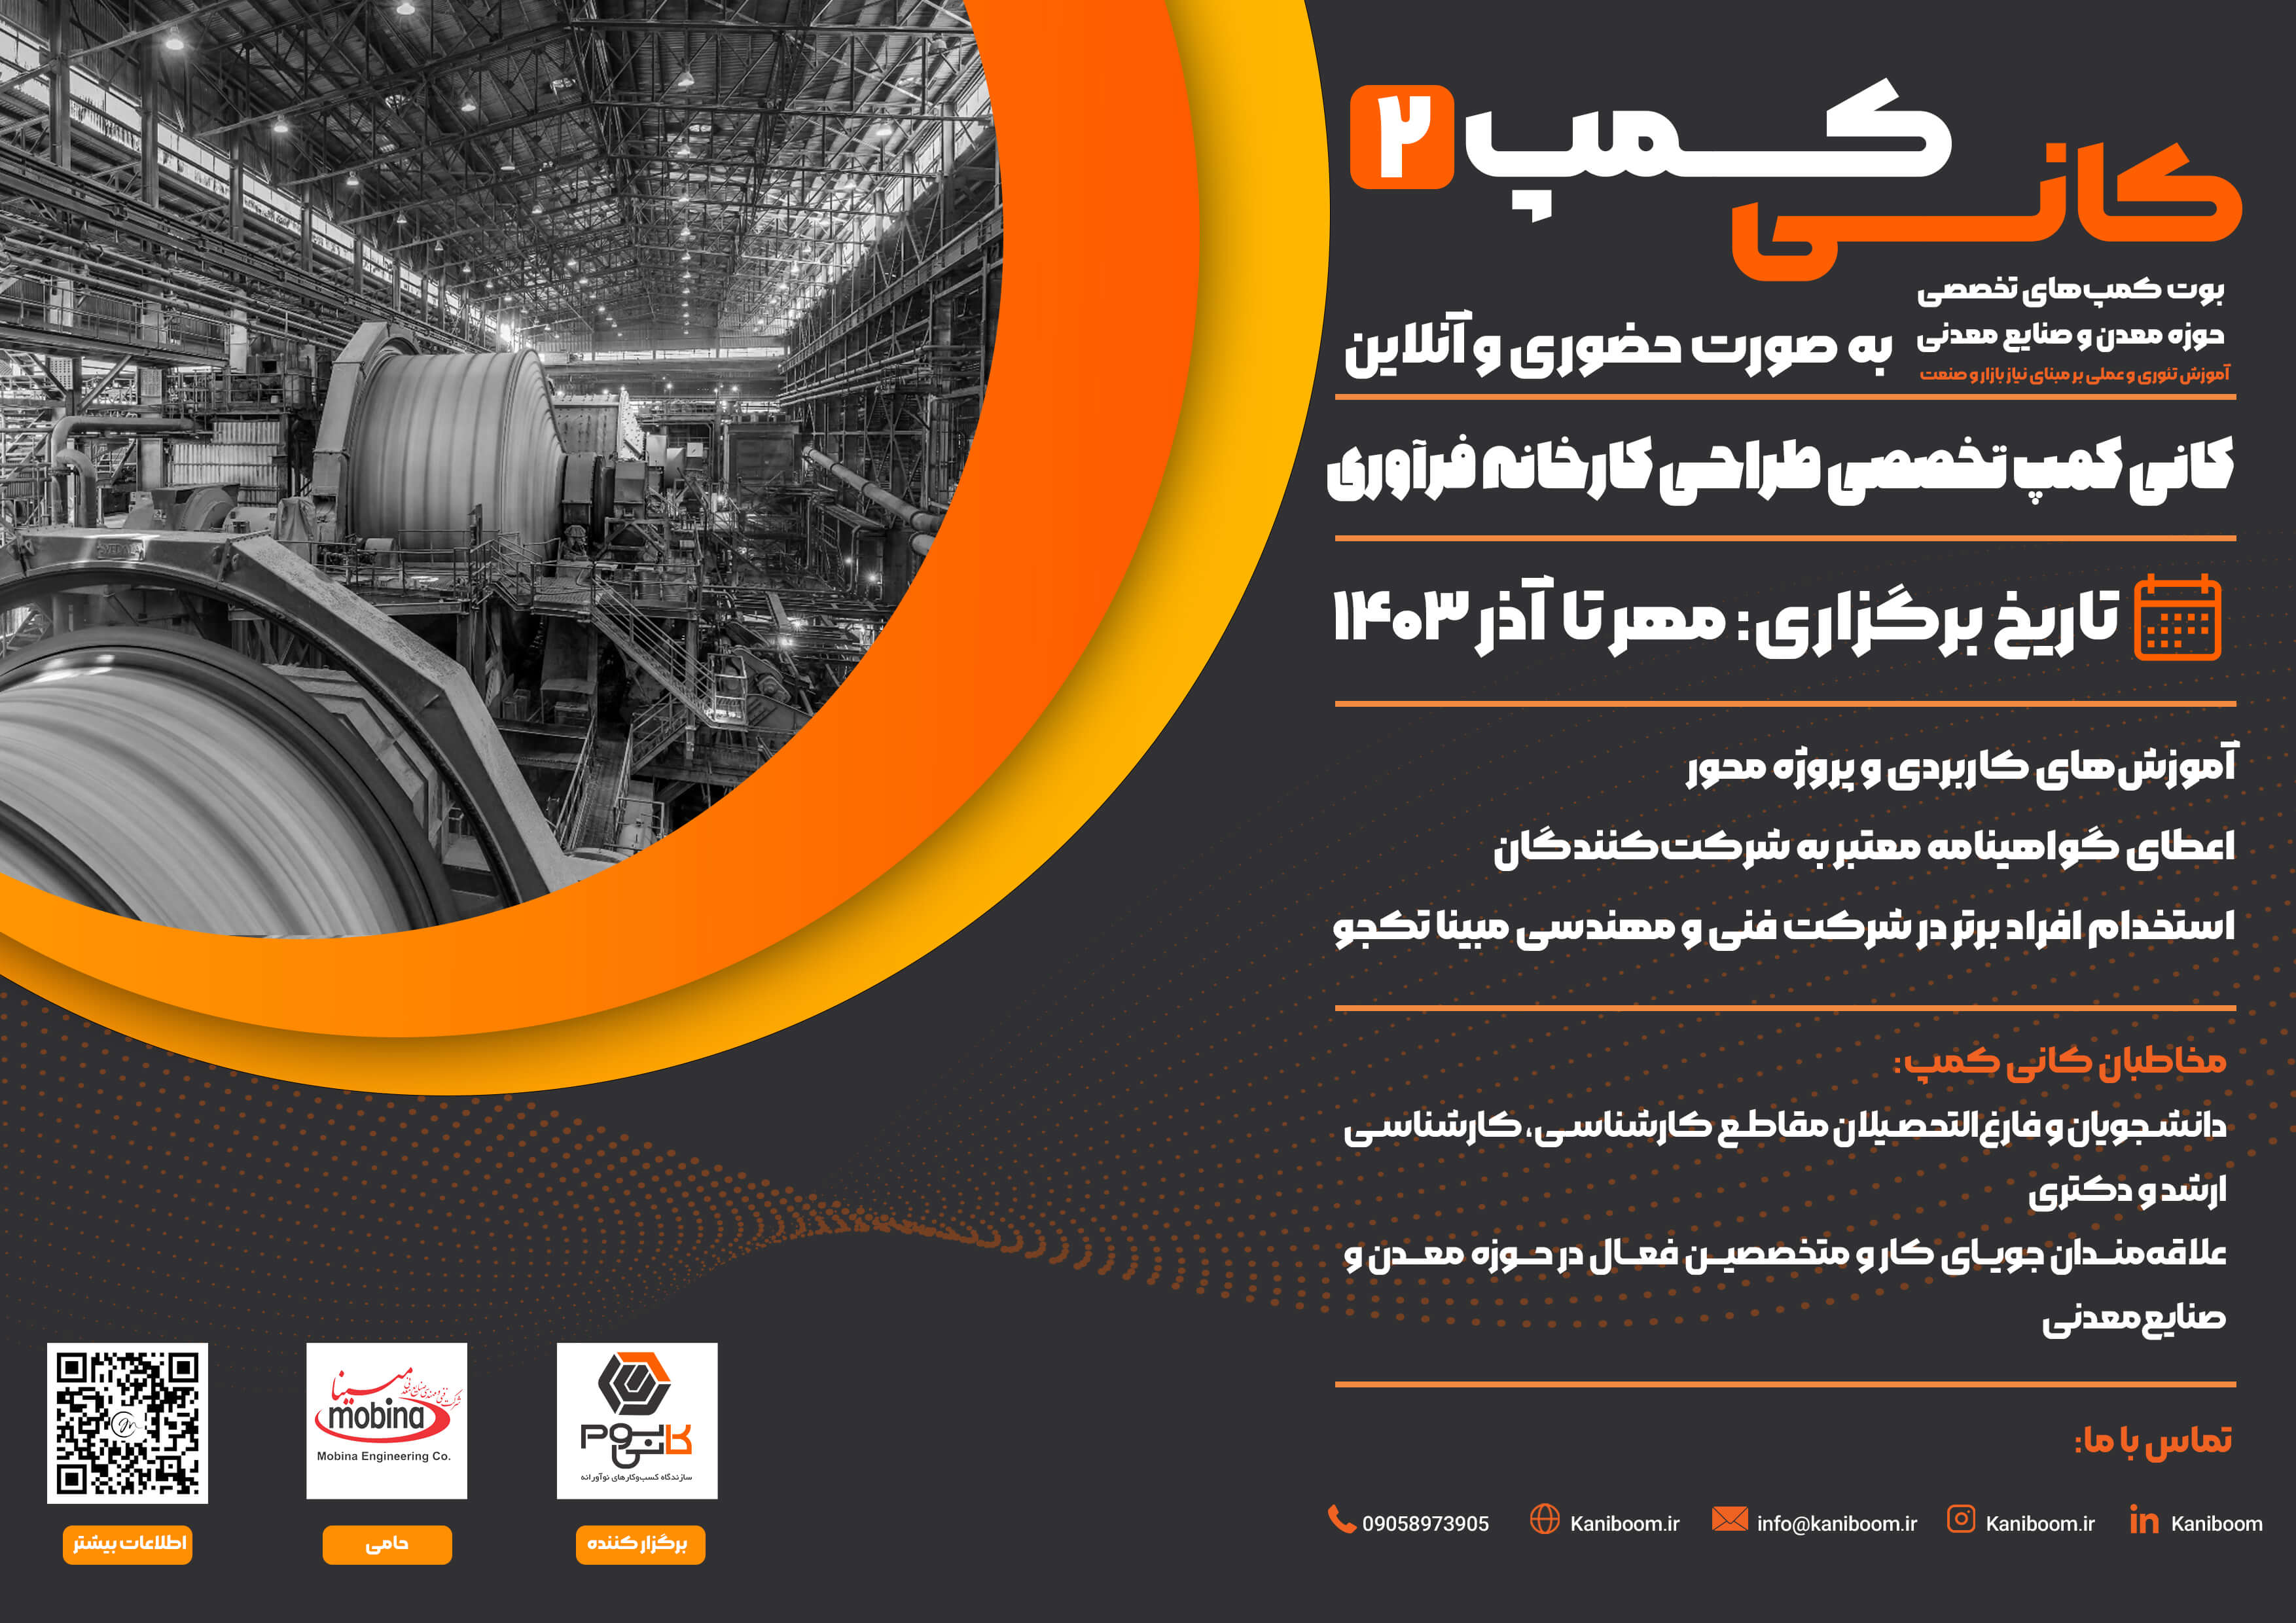 کانی کمپ ۲
بوت کمپ‌های تخصصی
حوزه معدن و صنایع معدنی
آموزش تئوری و عملی بر مبنای نیاز بازار و صنعت
به صورت حضوری و آنلاین
کانی کمپ تخصصی طراحی کارخانه فرآوری
تاریخ برگزاری: مهر تا آذر ۱۴۰۳
آموزش‌های کاربردی و پروژه محور
اعطای گواهینامه معتبر به شرکت‌کنندگان
استخدام افراد برتر در شرکت فنی و مهندسی مبینا تکجو
مخاطبان کانی کمپ:
دانشجویان و فارغ‌التحصیلان مقاطع کارشناسی، کارشناسی
ارشد و دکتری
علاقه‌مندان جویای کار و متخصصین فعال در حوزه معدن و
صنایع معدنی
تماس با ما:
Kaniboom
Kaniboom.ir
info@kaniboom.ir
Kaniboom.ir
09058973905
کانی بوم
سازندگاه کسب‌وکارهای نوآورانه
برگزار کننده
مبینا
mobina
Mobina Engineering Co.
حامی
اطلاعات بیشتر